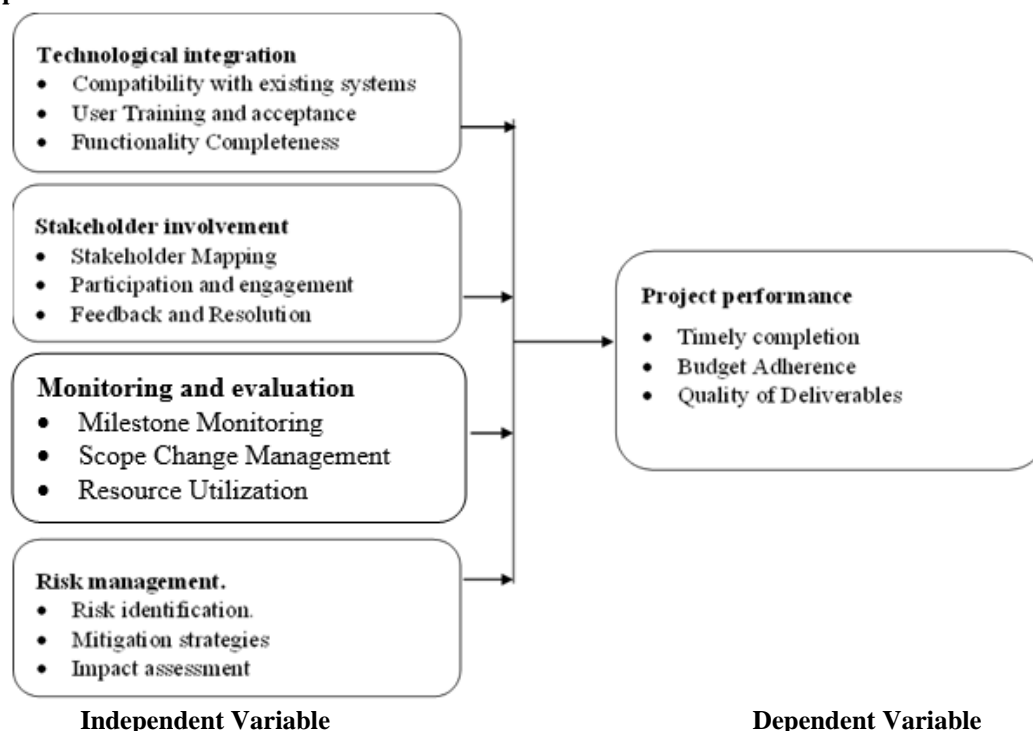 Technological integration
• Compatibility with existing systems
• User Training and acceptance
• Functionality Completeness
Stakeholder involvement
• Stakeholder Mapping
• Participation and engagement
• Feedback and Resolution
Monitoring and evaluation
• Milestone Monitoring
• Scope Change Management
• Resource Utilization
Risk management.
• Risk identification.
• Mitigation strategies
• Impact assessment
Project performance
• Timely completion
• Budget Adherence
• Quality of Deliverables
Independent Variable
Dependent Variable